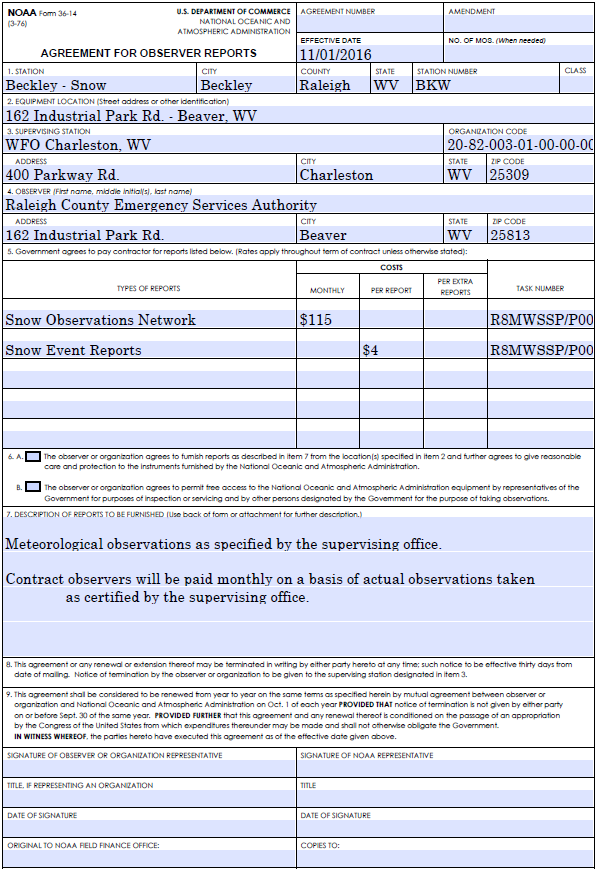 NOAA Form 36-14
(3-76)
U.S. DEPARTMENT OF COMMERCE
NATIONAL OCEANIC AND
ATMOSPHERIC ADMINISTRATION
AGREEMENT FOR OBSERVER REPORTS
AGREEMENT NUMBER
AMENDMENT
EFFECTIVE DATE
11/01/2016
NO. OF MOS. (When needed)
1. STATION
Beckley - Snow
CITY
Beckley
COUNTY
Raleigh
STATE
WV
STATION NUMBER
BKW
CLASS
2. EQUIPMENT LOCATION (Street address or other identification)
162 Industrial Park Rd. - Beaver, WV
3. SUPERVISING STATION
WFO Charleston, WV
ORGANIZATION CODE
20-82-003-01-00-00-00
ADDRESS
400 Parkway Rd.
CITY
Charleston
STATE
WV
ZIP CODE
25309
4. OBSERVER (First name, middle initial(s), last name)
Raleigh County Emergency Services Authority
ADDRESS
162 Industrial Park Rd.
CITY
Beaver
STATE
WV
ZIP CODE
25813
5. Government agrees to pay contractor for reports listed below. (Rates apply throughout term of contract unless otherwise stated):
TYPES OF REPORTS
COSTS
MONTHLY
PER REPORT
PER EXTRA
REPORTS
TASK NUMBER
Snow Observations Network
$115
R8MWSSP/P00
Snow Event Reports
$4
R8MWSSP/P00
6. A. The observer or organization agrees to furnish reports as described in item 7 from the location(s) specified in item 2 and further agrees to give reasonable
care and protection to the instruments furnished by the National Oceanic and Atmospheric Administration.
B. The observer or organization agrees to permit free access to the National Oceanic and Atmospheric Administration equipment by representatives of the
Government for purposes of inspection or servicing and by other persons designated by the Government for the purpose of taking observations.
7. DESCRIPTION OF REPORTS TO BE FURNISHED (Use back of form or attachment for further description.)
Meteorological observations as specified by the supervising office.
Contract observers will be paid monthly on a basis of actual observations taken
as certified by the supervising office.
8. This agreement or any renewal or extension thereof may be terminated in writing by either party hereto at any time; such notice to be effective thirty days from
date of mailing. Notice of termination by the observer or organization to be given to the supervising station designated in item 3.
9. This agreement shall be considered to be renewed from year to year on the same terms as specified herein by mutual agreement between observer or
organization and National Oceanic and Atmospheric Administration on Oct. 1 of each year PROVIDED THAT notice of termination is not given by either party
on or before Sept. 30 of the same year. PROVIDED FURTHER that this agreement and any renewal thereof is conditioned on the passage of an appropriation
by the Congress of the United States from which expenditures thereunder may be made and shall not otherwise obligate the Government.
IN WITNESS WHEREOF, the parties hereto have executed this agreement as of the effective date given above.
SIGNATURE OF OBSERVER OR ORGANIZATION REPRESENTATIVE
SIGNATURE OF NOAA REPRESENTATIVE
TITLE, IF REPRESENTING AN ORGANIZATION
TITLE
DATE OF SIGNATURE
DATE OF SIGNATURE
ORIGINAL TO NOAA FIELD FINANCE OFFICE:
COPIES TO: